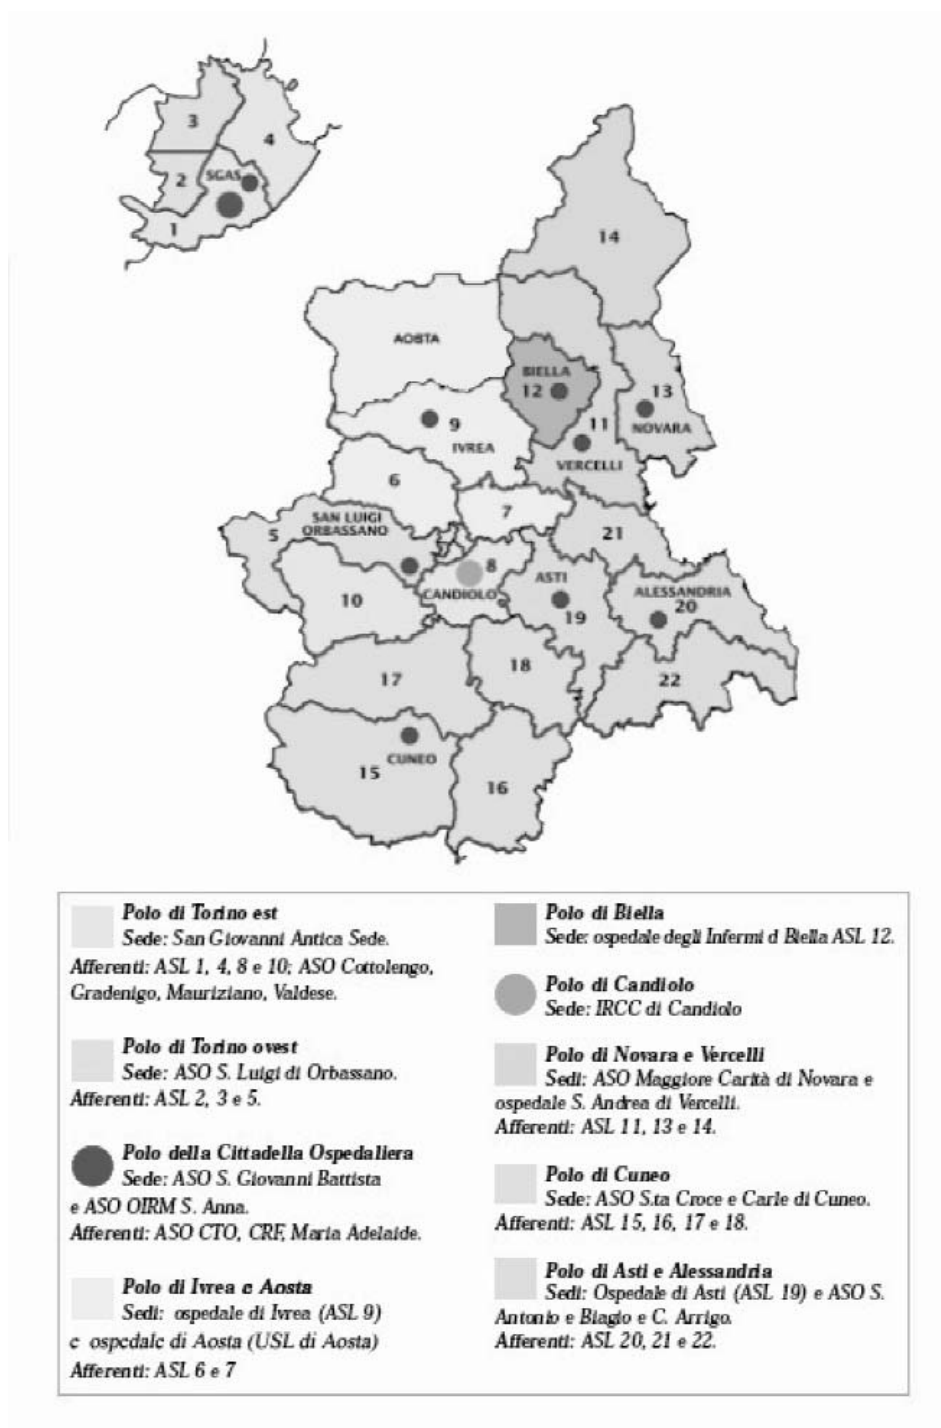 3
4
2
SGAS
1
14
AOSTA
BIELLA
12
13
9
11
NOVARA
IVREA
VERCELLI
6
7
SAN LUIGI
ORBASSANO
5
21
8
ASTI
CANDIOLO
ALESSANDRIA
20
10
19
18
17
22
CUNEO
15
16
Polo di Torino est
Sede: San Giovanni Antica Sede.
Afferenti: ASL 1, 4, 8 e 10; ASO Cottolengo,
Gradenigo, Mauriziano, Valdese.
Polo di Torino ovest
Sede: ASO S. Luigi di Orbassano.
Afferenti: ASL 2, 3 e 5.
Polo della Cittadella Ospedaliera
Sede: ASO S. Giovanni Battista
e ASO OIRM S. Anna.
Afferenti: ASO CTO, CRF, Maria Adelaide.
Polo di Ivrea e Aosta
Sedi: ospedale di Ivrea (ASL 9)
e ospedale di Aosta (USL di Aosta)
Afferenti: ASL 6 e 7
Polo di Biella
Sede: ospedale degli Infermi d Biella ASL 12.
Polo di Candiolo
Sede: IRCC di Candiolo
Polo di Novara e Vercelli
Sedi: ASO Maggiore Carità di Novara e
ospedale S. Andrea di Vercelli.
Afferenti: ASL 11, 13 e 14.
Polo di Cuneo
Sede: ASO S.ta Croce e Carle di Cuneo.
Afferenti: ASL 15, 16, 17 e 18.
Polo di Asti e Alessandria
Sedi: Ospedale di Asti (ASL 19) e ASO S.
Antonio e Biagio e C. Arrigo.
Afferenti: ASL 20, 21 e 22.